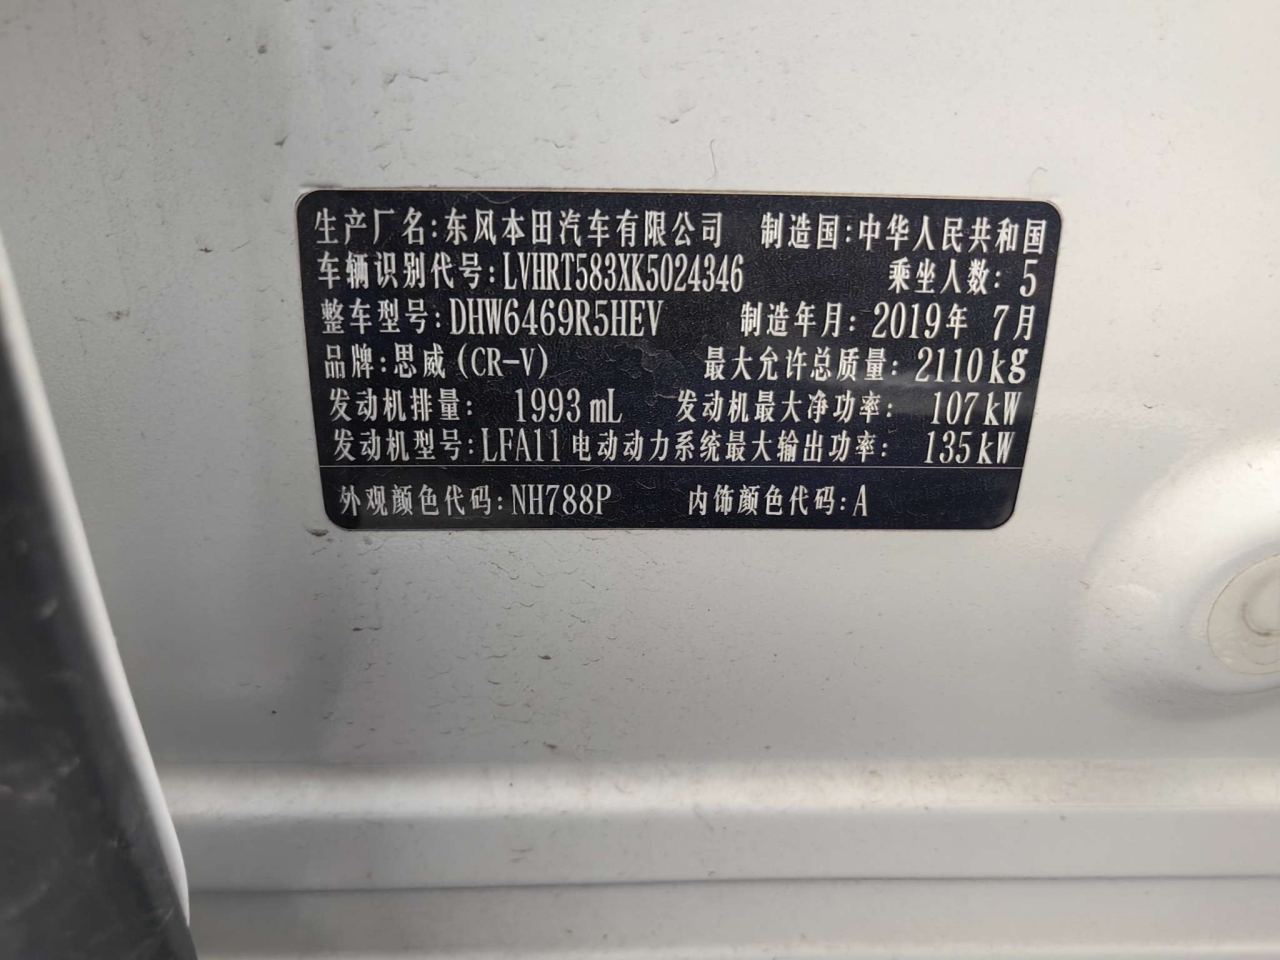 生产厂名:东风本田汽车有限公司 制造国:中华人民共和国
车辆识别代号:LVHRT583XK5024346 乘坐人数: 5
整车型号:DHW6469R5HEV 制造年月: 2019年 7月
品牌:思威(CR-V) 最大允许总质量: 2110kg
发动机排量: 1993mL 发动机最大净功率: 107kW
发动机型号:LFA11 电动动力系统最大输出功率: 135kW
外观颜色代码:NH788P 内饰颜色代码:A